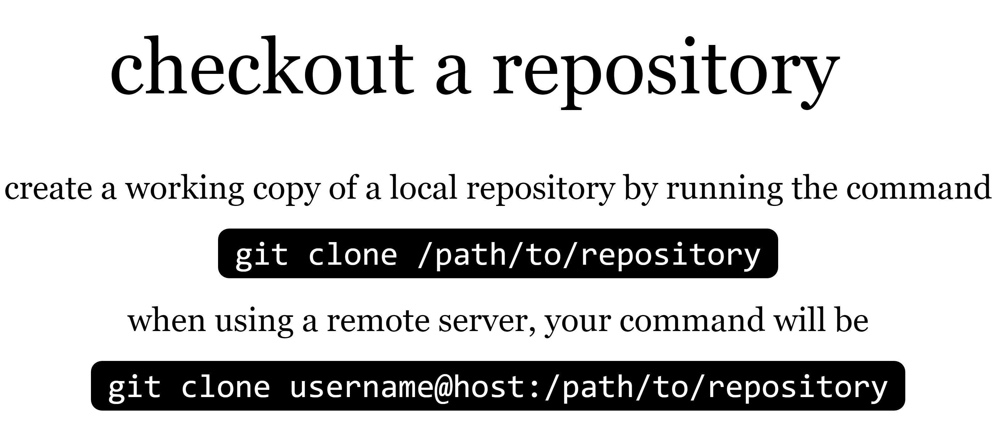 checkout a repository
create a working copy of a local repository by running the command
git clone /path/to/repository
when using a remote server, your command will be
git clone username@host:/path/to/repository